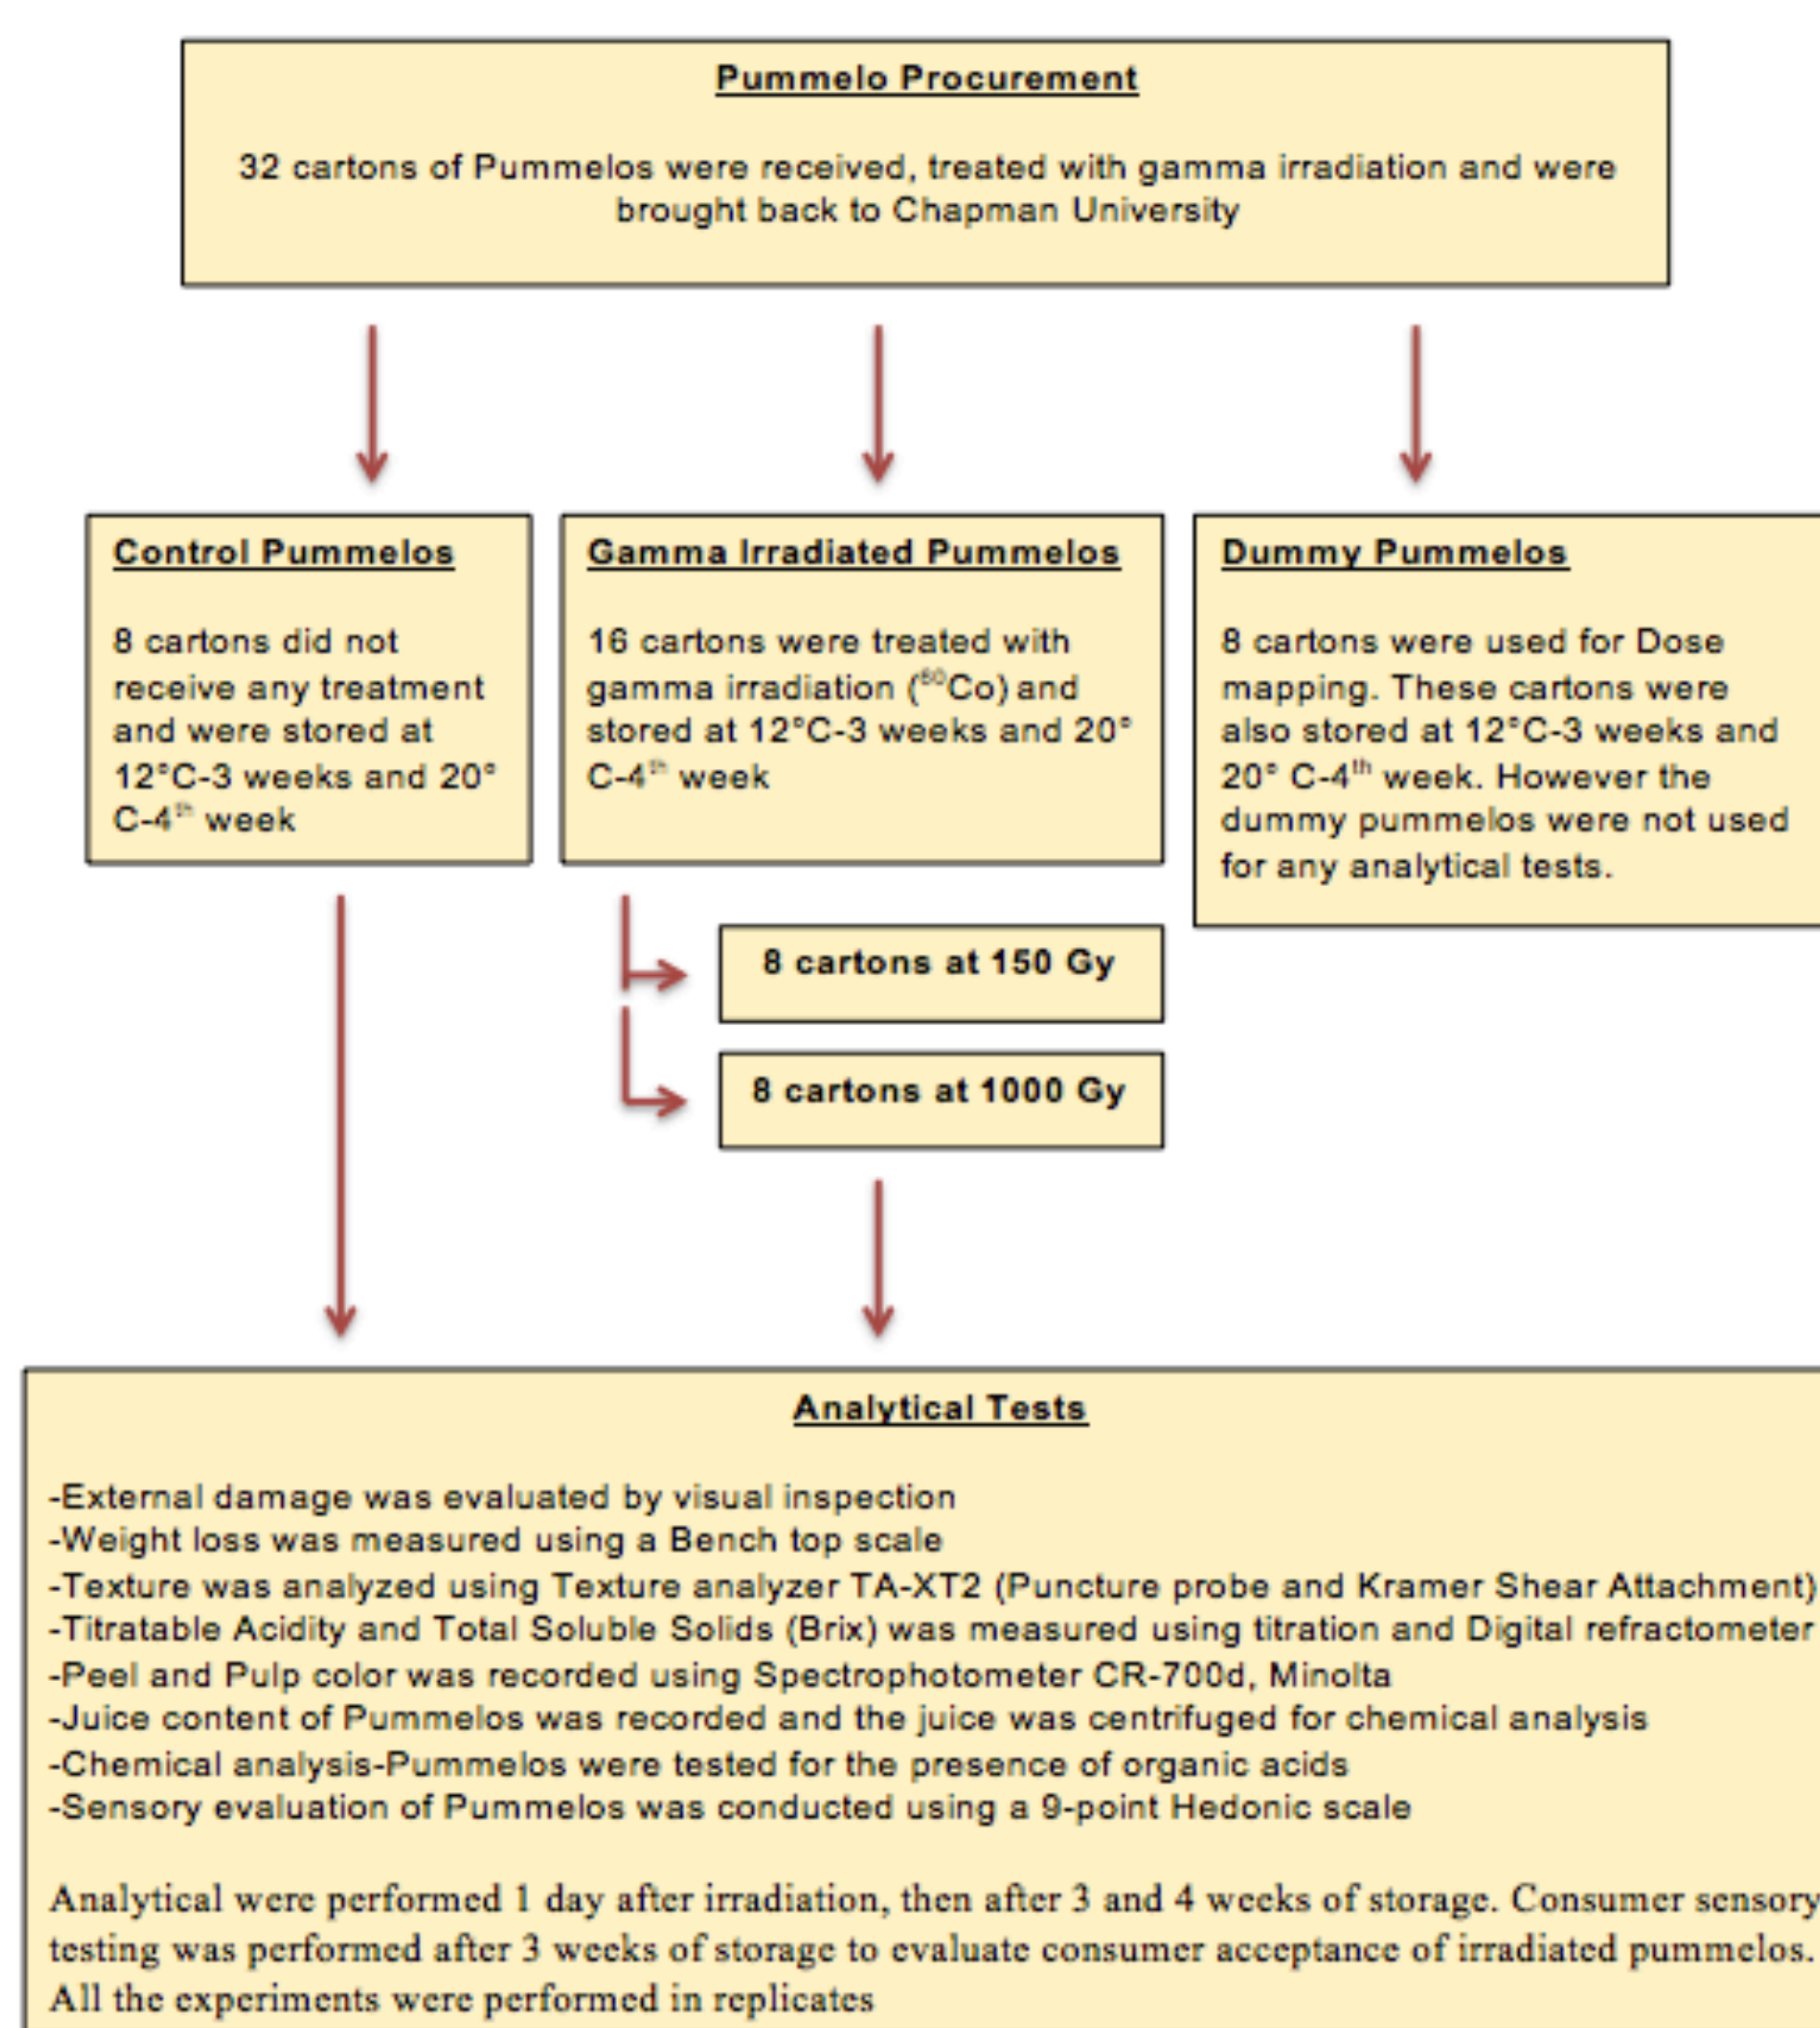 Pummelo Procurement
32 cartons of Pummelos were received, treated with gamma irradiation and were
brought back to Chapman University
Control Pummelos
8 cartons did not
receive any treatment
and were stored at
12°C-3 weeks and 20°
C-4th week
Gamma Irradiated Pummelos
16 cartons were treated with
gamma irradiation (60Co) and
stored at 12°C-3 weeks and 20°
C-4th week
Dummy Pummelos
8 cartons were used for Dose
mapping. These cartons were
also stored at 12°C-3 weeks and
20° C-4th week. However the
dummy pummelos were not used
for any analytical tests.
8 cartons at 150 Gy
8 cartons at 1000 Gy
Analytical Tests
-External damage was evaluated by visual inspection
-Weight loss was measured using a Bench top scale
-Texture was analyzed using Texture analyzer TA-XT2 (Puncture probe and Kramer Shear Attachment)
-Titratable Acidity and Total Soluble Solids (Brix) was measured using titration and Digital refractometer
-Peel and Pulp color was recorded using Spectrophotometer CR-700d, Minolta
-Juice content of Pummelos was recorded and the juice was centrifuged for chemical analysis
-Chemical analysis-Pummelos were tested for the presence of organic acids
-Sensory evaluation of Pummelos was conducted using a 9-point Hedonic scale
Analytical were performed 1 day after irradiation, then after 3 and 4 weeks of storage. Consumer sensory
testing was performed after 3 weeks of storage to evaluate consumer acceptance of irradiated pummelos.
All the experiments were performed in replicates